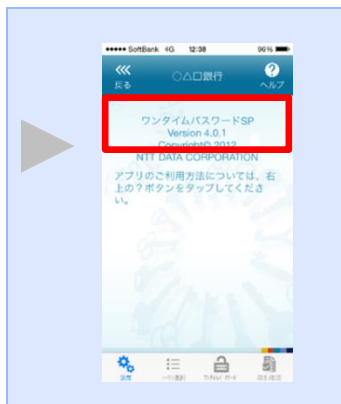 ●●●●● SoftBank 4G 12:38 96%
戻る ○△□銀行 ? ヘルプ
ワンタイムパスワードSP
Version 4.0.1
Copyright© 2012
NTT DATA CORPORATION
アプリのご利用方法については、右
上の?ボタンをタップしてくださ
い。
設定